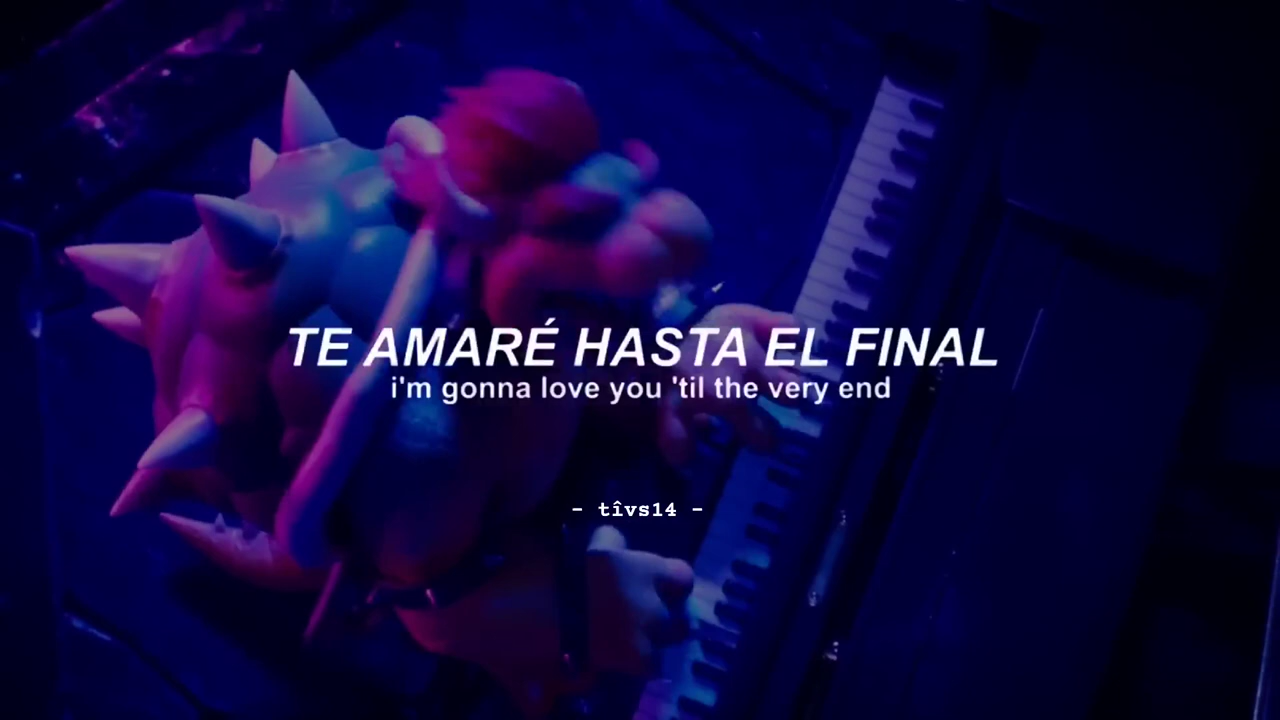 TE AMARÉ HASTA EL FINAL
i'm gonna love you 'til the very end
- tîvs14 -